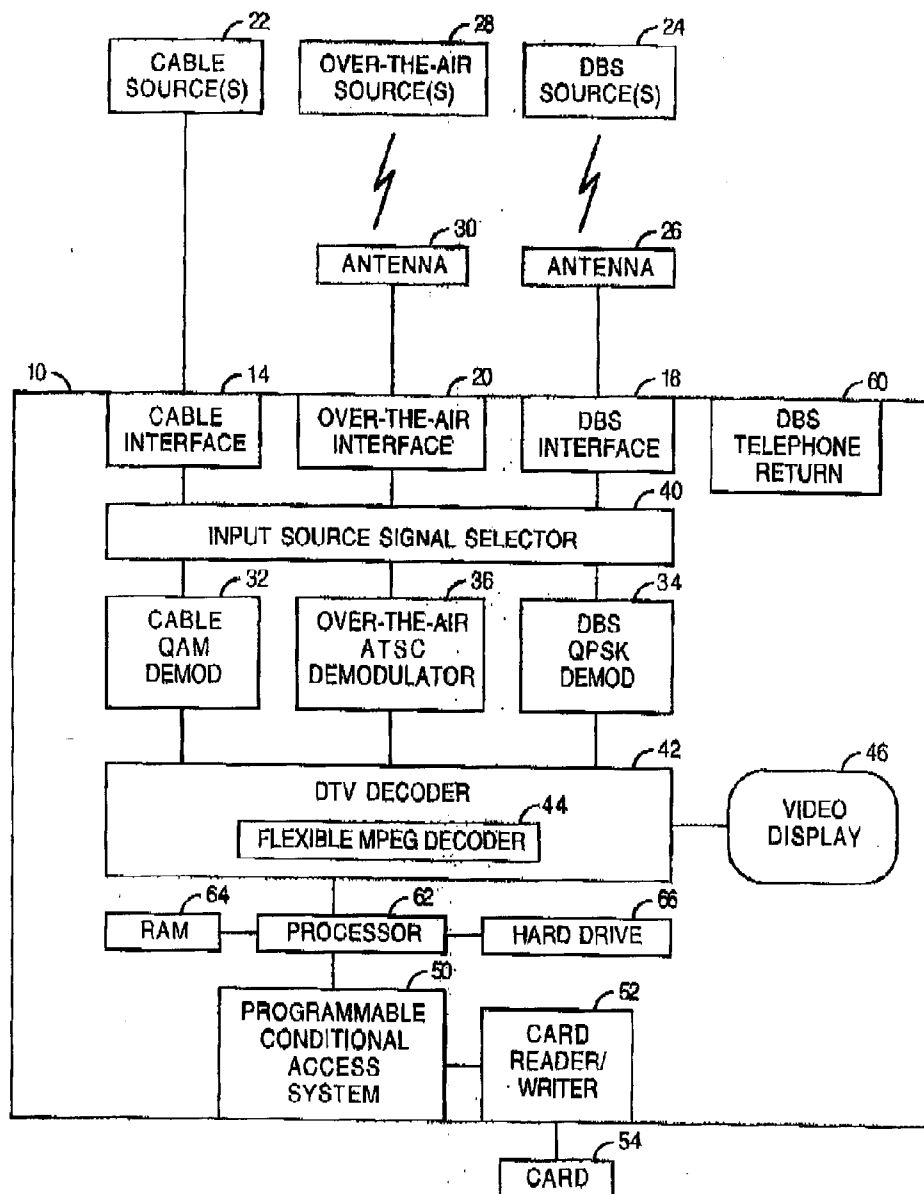 22
28
24
CABLE
SOURCE(S)
OVER-THE-AIR
SOURCE(S)
DBS
SOURCE(S)
30
26
ANTENNA
ANTENNA
10
14
20
16
60
CABLE
INTERFACE
OVER-THE-AIR
INTERFACE
DBS
INTERFACE
DBS
TELEPHONE
RETURN
40
INPUT SOURCE SIGNAL SELECTOR
32
36
34
CABLE
QAM
DEMOD
OVER-THE-AIR
ATSC
DEMODULATOR
DBS
QPSK
DEMOD
42
46
DTV DECODER
44
FLEXIBLE MPEG DECODER
VIDEO
DISPLAY
64
62
66
RAM
PROCESSOR
HARD DRIVE
50
52
PROGRAMMABLE
CONDITIONAL
ACCESS
SYSTEM
CARD
READER/
WRITER
54
CARD